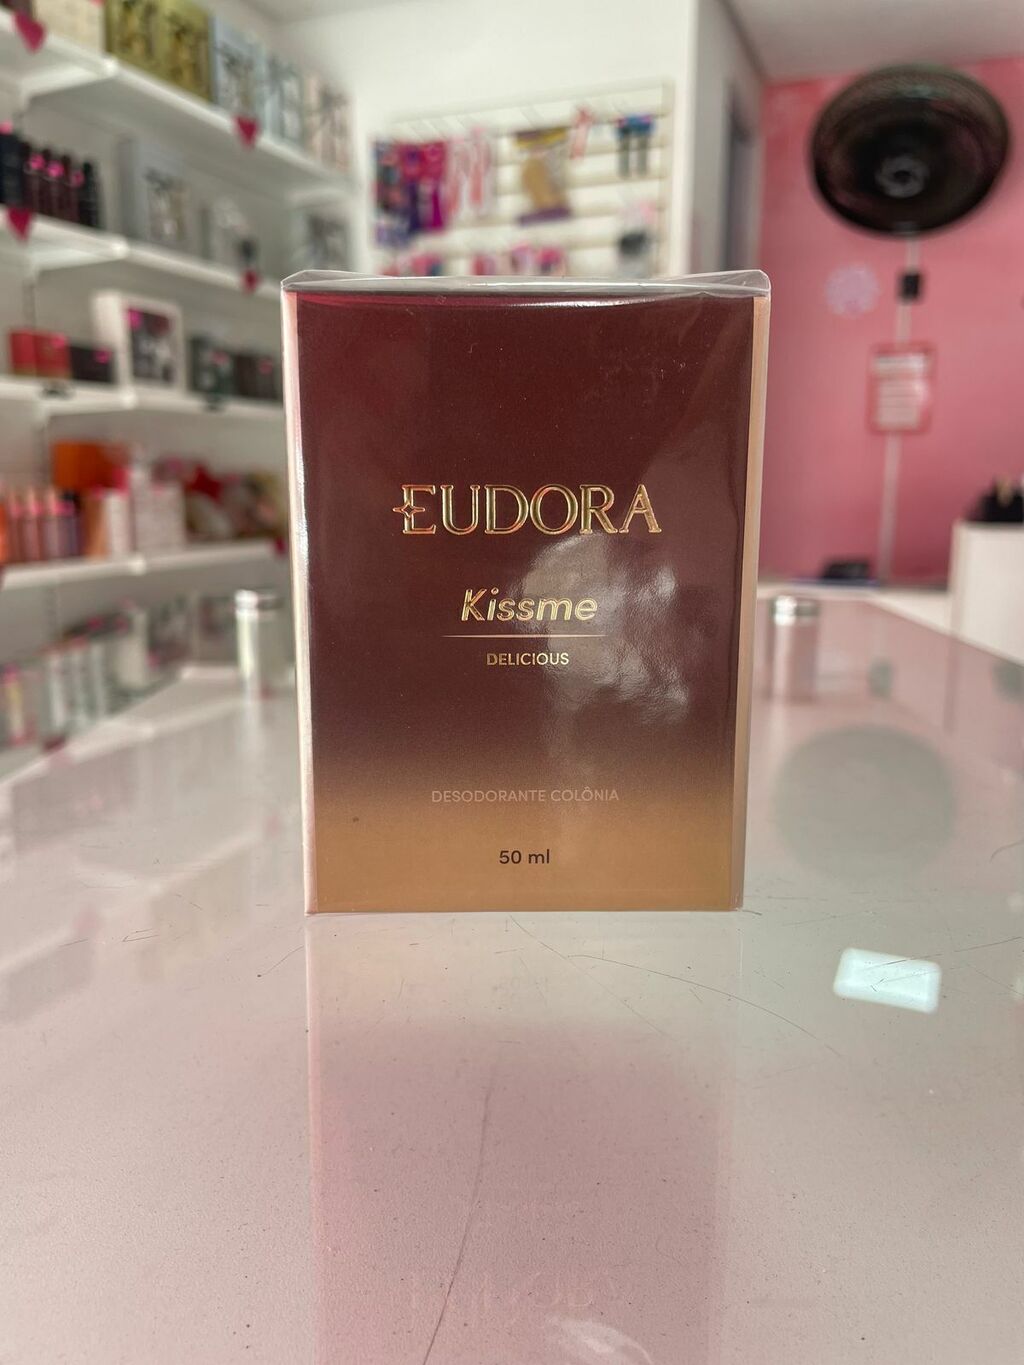 EUDORA
Kissme
DELICIOUS
DESODORANTE COLÔNIA
50 ml